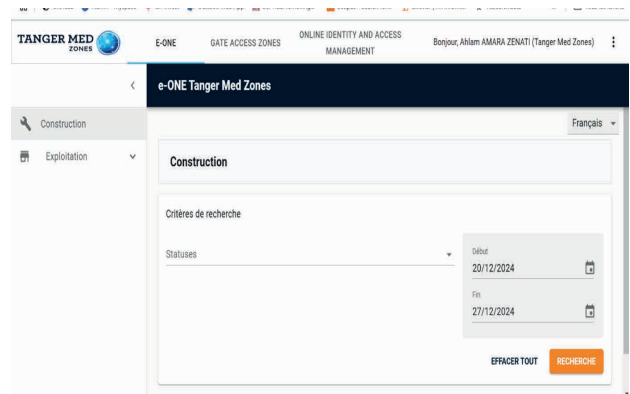 TANGER MED
ZONES
E-ONE
GATE ACCESS ZONES
ONLINE IDENTITY AND ACCESS
MANAGEMENT
Bonjour, Ahlam AMARA ZENATI (Tanger Med Zones)
e-ONE Tanger Med Zones
Construction
Exploitation
Français
Construction
Critères de recherche
Statuses
Début
20/12/2024
Fin
27/12/2024
EFFACER TOUT
RECHERCHE